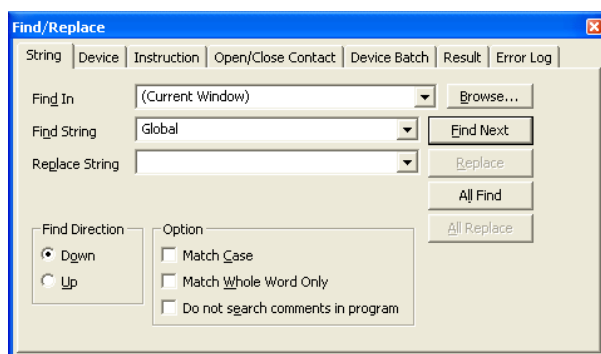 Find/Replace
String Device Instruction Open/Close Contact Device Batch Result Error Log
Find In (Current Window) Browse...
Find String Global Find Next
Replace String Replace
All Find
All Replace
Find Direction
Down
Up
Option
Match Case
Match Whole Word Only
Do not search comments in program